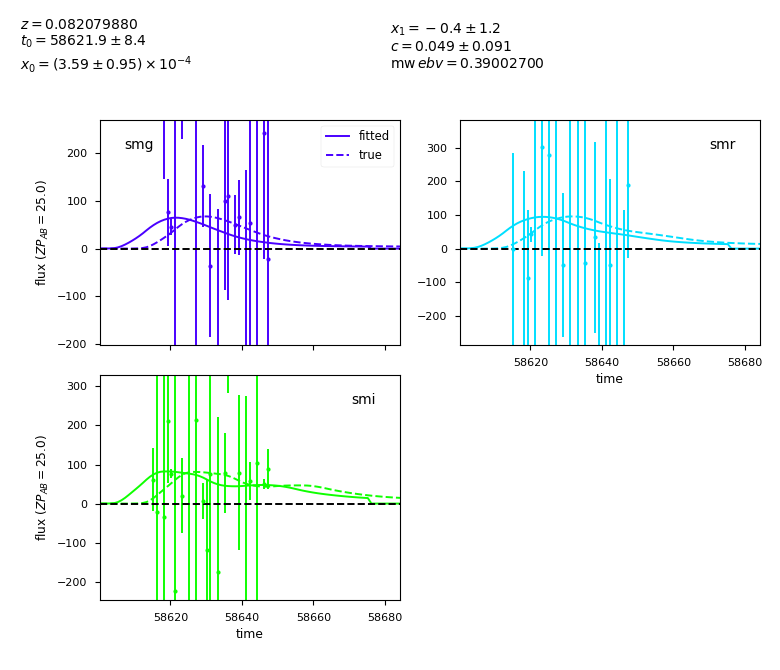 z = 0.082079880
t₀ = 58621.9 ± 8.4
x₀ = (3.59 ± 0.95) × 10⁻⁴
x₁ = −0.4 ± 1.2
c = 0.049 ± 0.091
mw ebv = 0.39002700
smg
fitted
true
200
100
0
−100
−200
flux (ZP_AB = 25.0)
smr
300
200
100
0
−100
−200
58620 58640 58660 58680
time
smi
300
200
100
0
−100
−200
flux (ZP_AB = 25.0)
58620 58640 58660 58680
time